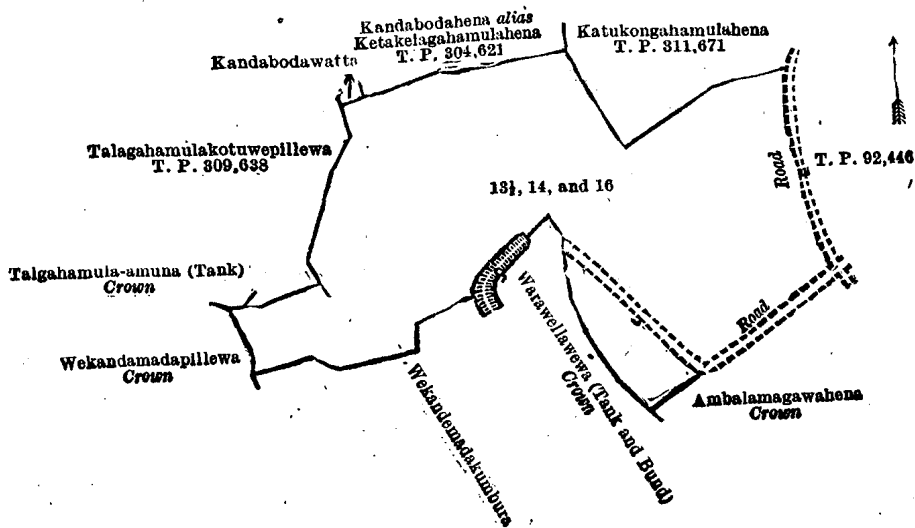 Kandabodahena alias
Ketakelagahamulahena
T. P. 304,621
Katukongahamulahena
T. P. 311,671
Kandabodawatta
Talagahamulakotuwepillewa
T. P. 309,638
Road
T. P. 92,446
13½, 14, and 16
Talgahamula-amuna (Tank)
Crown
Wekandamadapillewa
Crown
Wekandemadakumbura
Warawellawewa (Tank and Bund)
Crown
Road
Ambalamagawahena
Crown